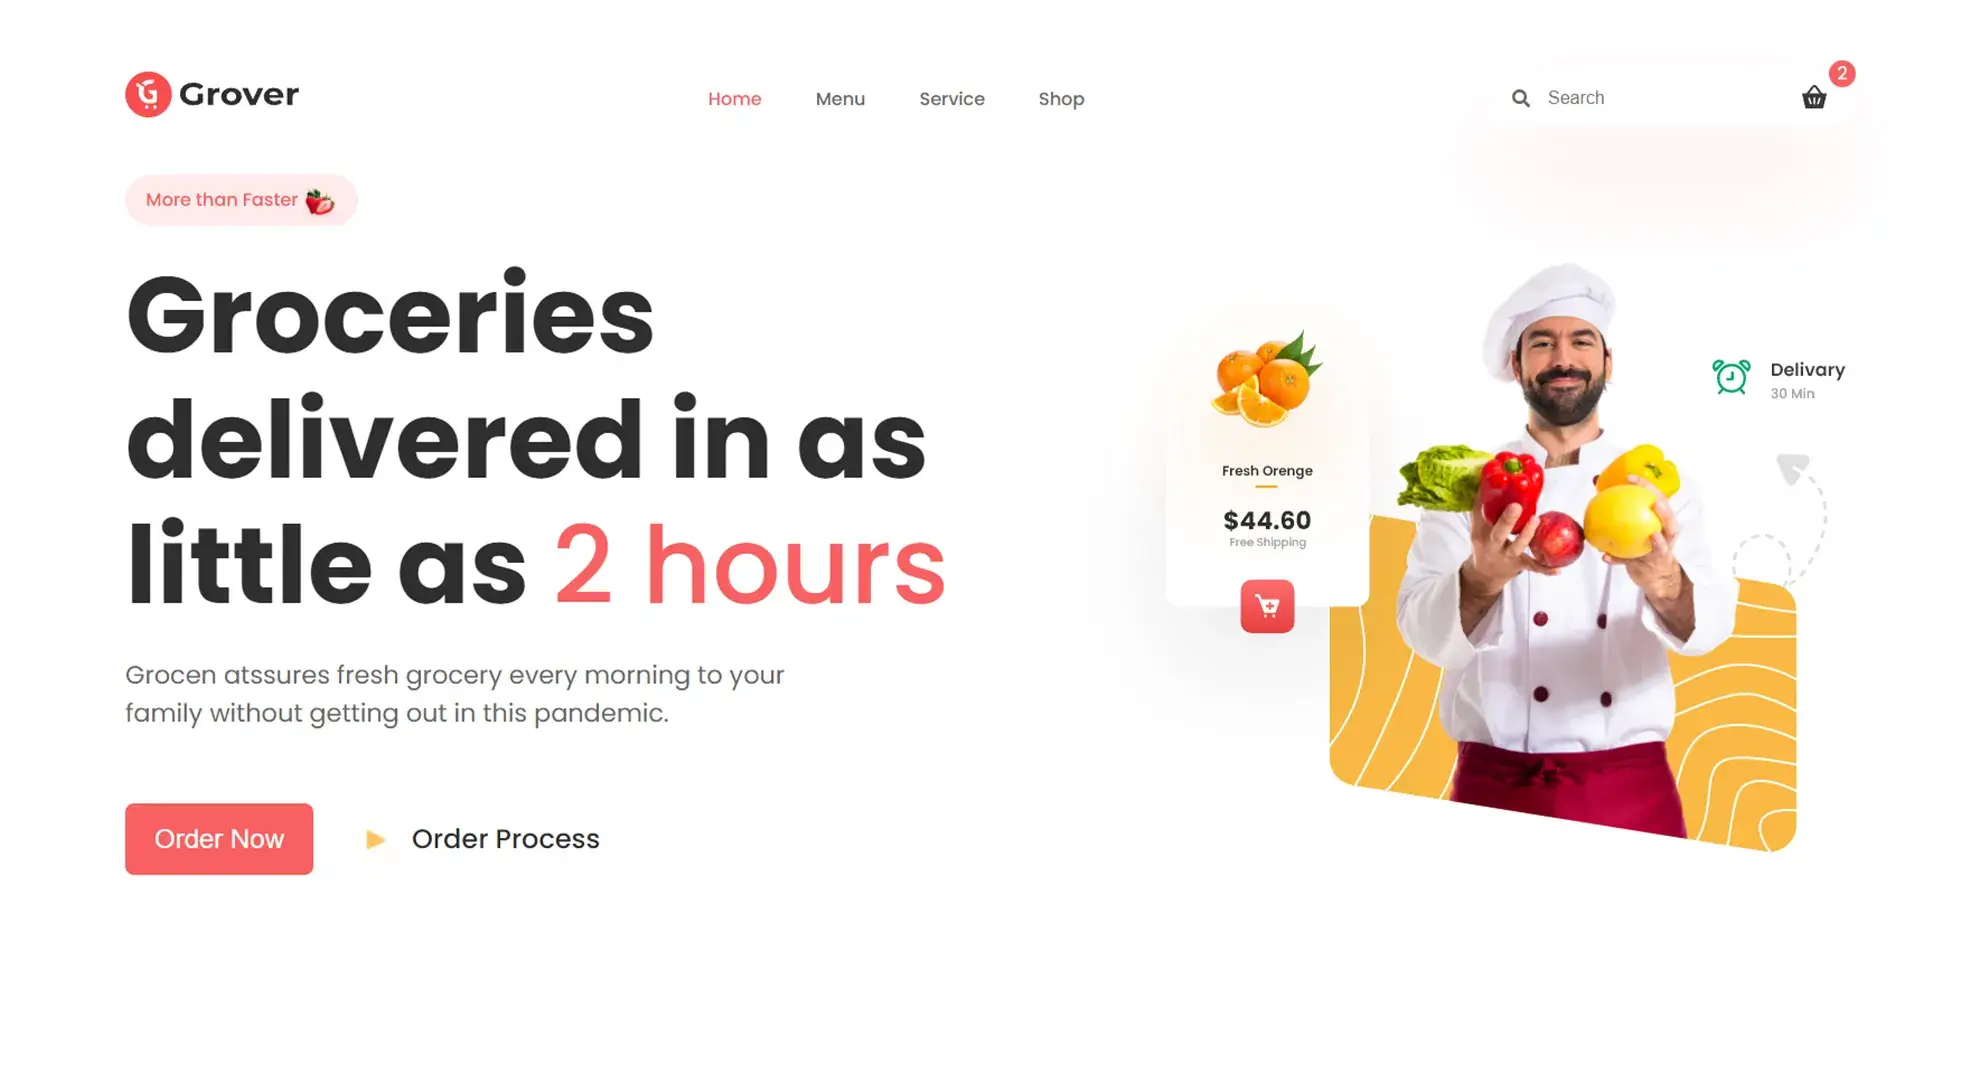 Grover
Home
Menu
Service
Shop
Search
2
More than Faster
Groceries
delivered in as
little as 2 hours
Grocen atssures fresh grocery every morning to your
family without getting out in this pandemic.
Order Now
Order Process
Fresh Orenge
$44.60
Free Shipping
Delivary
30 Min